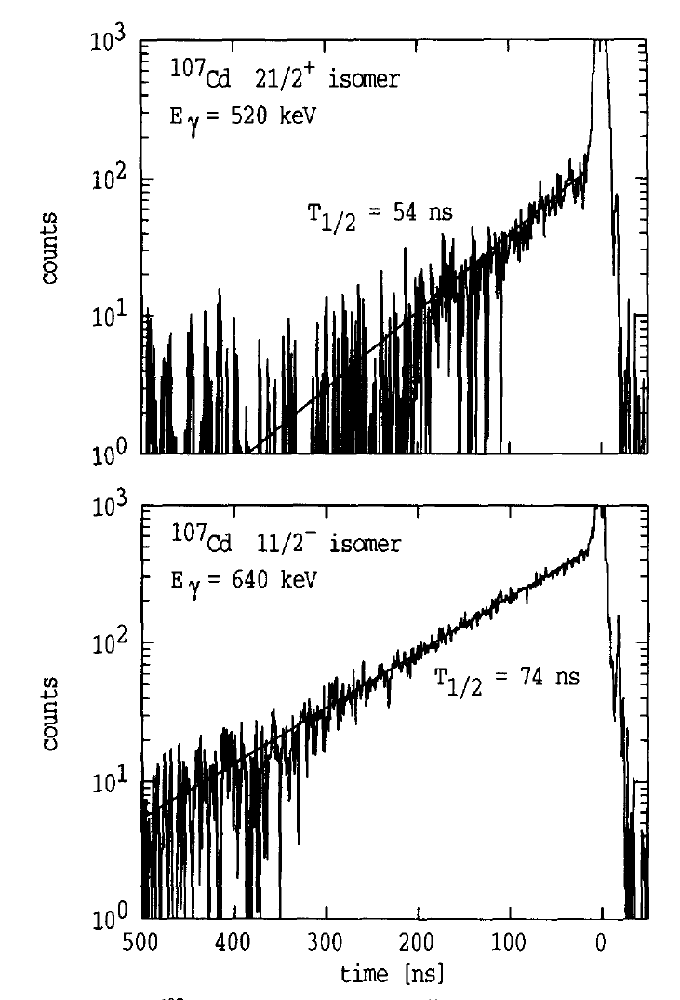 10³
¹⁰⁷Cd 21/2⁺ isomer
Eγ = 520 keV
10²
T1/2 = 54 ns
counts
10¹
10⁰
10³
¹⁰⁷Cd 11/2⁻ isomer
Eγ = 640 keV
10²
T1/2 = 74 ns
counts
10¹
10⁰
500 400 300 200 100 0
time [ns]